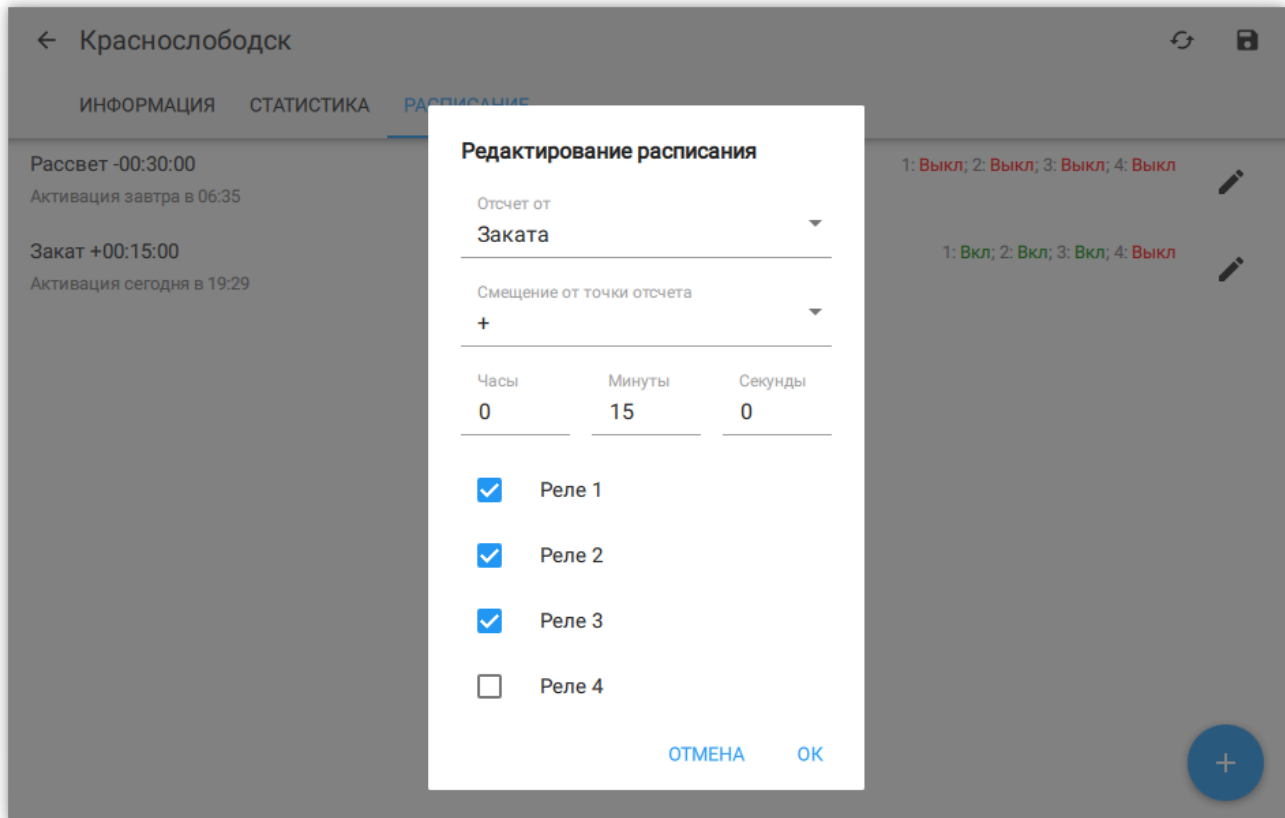 Краснослободск
ИНФОРМАЦИЯ СТАТИСТИКА РАСПИСАНИЕ
Рассвет -00:30:00
Активация завтра в 06:35
1: Выкл; 2: Выкл; 3: Выкл; 4: Выкл
Закат +00:15:00
Активация сегодня в 19:29
1: Вкл; 2: Вкл; 3: Вкл; 4: Выкл
Редактирование расписания
Отсчет от
Заката
Смещение от точки отсчета
+
Часы Минуты Секунды
0 15 0
Реле 1
Реле 2
Реле 3
Реле 4
ОТМЕНА ОК